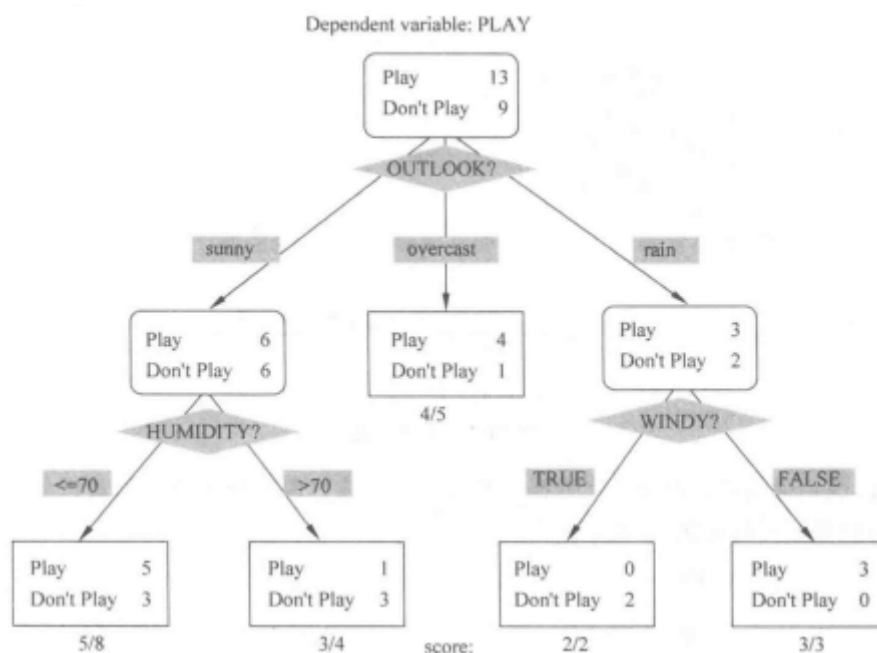 Dependent variable: PLAY
Play 13
Don't Play 9
OUTLOOK?
sunny
overcast
rain
Play 6
Don't Play 6
Play 4
Don't Play 1
4/5
Play 3
Don't Play 2
HUMIDITY?
WINDY?
<=70
>70
TRUE
FALSE
Play 5
Don't Play 3
5/8
Play 1
Don't Play 3
3/4
score:
Play 0
Don't Play 2
2/2
Play 3
Don't Play 0
3/3